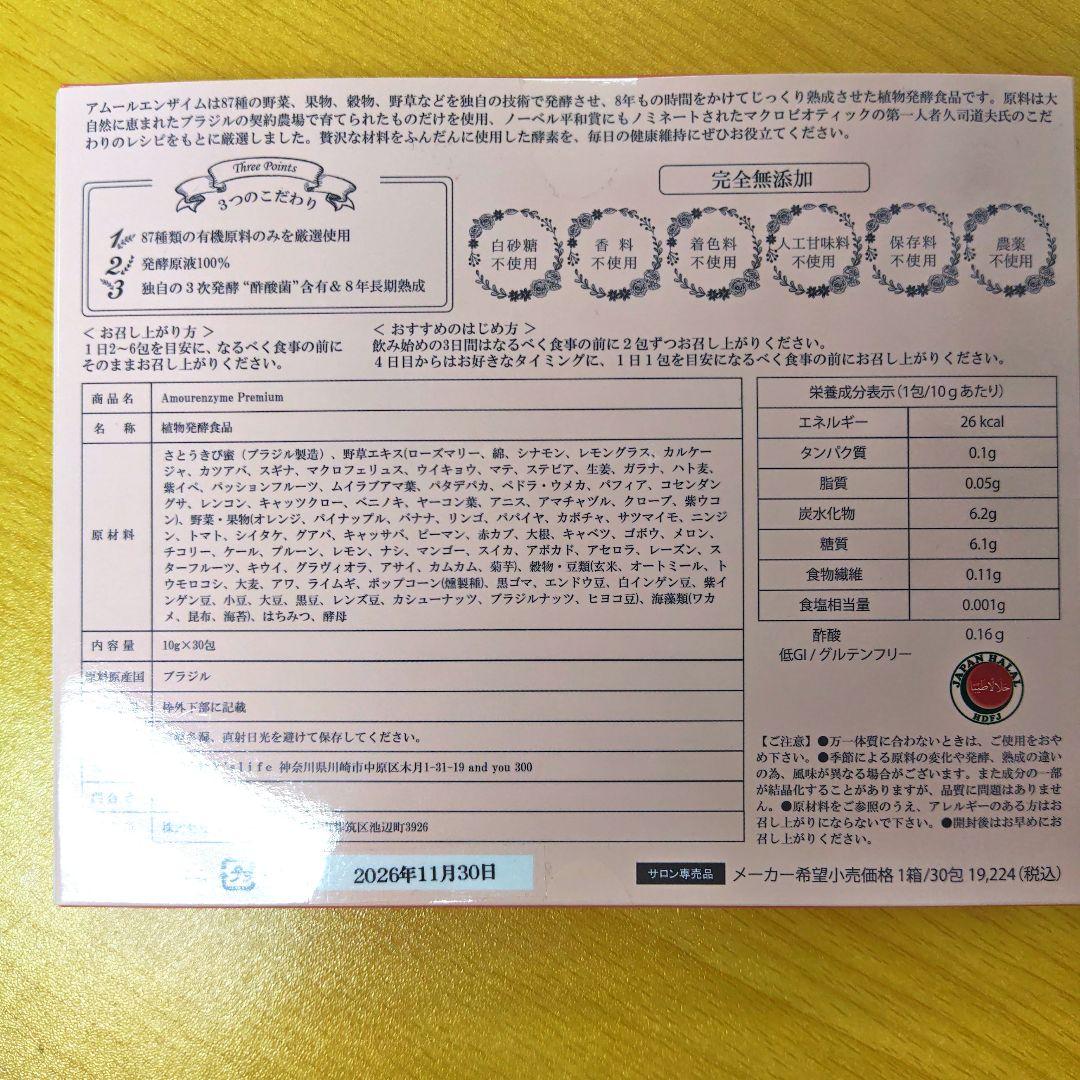 アムールエンザイムは87種の野菜、果物、穀物、野草などを独自の技術で発酵させ、8年もの時間をかけてじっくり熟成させた植物発酵食品です。原料は大
自然に恵まれたブラジルの契約農場で育てられたものだけを使用、ノーベル平和賞にもノミネートされたマクロビオティックの第一人者久司道夫氏のこだ
わりのレシピをもとに厳選しました。贅沢な材料をふんだんに使用した酵素を、毎日の健康維持にぜひお役立てください。
Three Points
3つのこだわり
1 87種類の有機原料のみを厳選使用
2 発酵原液100%
3 独自の3次発酵“酢酸菌”含有&8年長期熟成
完全無添加
白砂糖
不使用
香料
不使用
着色料
不使用
人工甘味料
不使用
保存料
不使用
農薬
不使用
< お召し上がり方 >
1日2〜6包を目安に、なるべく食事の前に
そのままお召し上がりください。
< おすすめのはじめ方 >
飲み始めの3日間はなるべく食事の前に2包ずつお召し上がりください。
4日目からはお好きなタイミングに、1日1包を目安になるべく食事の前にお召し上がりください。
商品名 Amourenzyme Premium
名 称 植物発酵食品
原材料
さとうきび蜜(ブラジル製造)、野草エキス(ローズマリー、綿、シナモン、レモングラス、カルケー
ジャ、カツアバ、スギナ、マクロフェリュス、ウイキョウ、マテ、ステビア、生姜、ガラナ、ハト麦、
紫イペ、パッションフルーツ、ムイラプアマ葉、パタデバカ、ペドラ・ウメカ、パフィア、コセンダン
グサ、レンコン、キャッツクロー、ベニノキ、ヤーコン葉、アニス、アマチャヅル、クローブ、紫ウコ
ン)、野菜・果物(オレンジ、パイナップル、バナナ、リンゴ、パパイヤ、カボチャ、サツマイモ、ニンジ
ン、トマト、シイタケ、グアバ、キャッサバ、ピーマン、赤カブ、大根、キャベツ、ゴボウ、メロン、
チコリー、ケール、プルーン、レモン、ナシ、マンゴー、スイカ、アボカド、アセロラ、レーズン、ス
ターフルーツ、キウイ、グラヴィオラ、アサイ、カムカム、菊芋)、穀物・豆類(玄米、オートミール、ト
ウモロコシ、大麦、アワ、ライムギ、ポップコーン(爆製種)、黒ゴマ、エンドウ豆、白インゲン豆、紫イ
ンゲン豆、小豆、大豆、黒豆、レンズ豆、カシューナッツ、ブラジルナッツ、ヒヨコ豆)、海藻類(ワカ
メ、昆布、海苔)、はちみつ、酵母
内容量 10g×30包
原料原産国 ブラジル
枠外下部に記載
直射日光を避けて保存してください。
life 神奈川県川崎市中原区木月1-31-19 and you 300
筑区池辺町3926
プラ
2026年11月30日
栄養成分表示(1包/10gあたり)
エネルギー 26 kcal
タンパク質 0.1g
脂質 0.05g
炭水化物 6.2g
糖質 6.1g
食物繊維 0.11g
食塩相当量 0.001g
酢酸 0.16g
低GI / グルテンフリー
JAPAN HALAL
HDFJ
【ご注意】●万一体質に合わないときは、ご使用をおや
め下さい。●季節による原料の変化や発酵、熟成の違い
の為、風味が異なる場合がございます。また成分の一部
が結晶化することがありますが、品質に問題はありませ
ん。●原材料をご参照のうえ、アレルギーのある方はお
召し上がりにならないで下さい。●開封後はお早めにお
召し上がりください。
サロン専売品 メーカー希望小売価格 1箱/30包 19,224(税込)